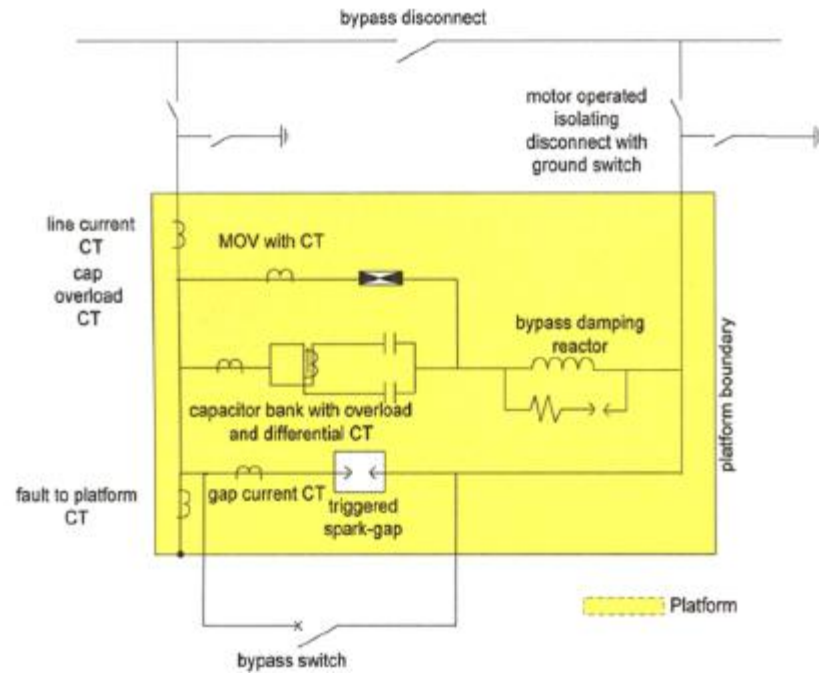 bypass disconnect
motor operated
isolating
disconnect with
ground switch
line current
CT
cap
overload
CT
MOV with CT
bypass damping
reactor
capacitor bank with overload
and differential CT
platform boundary
fault to platform
CT
gap current CT
triggered
spark-gap
Platform
bypass switch